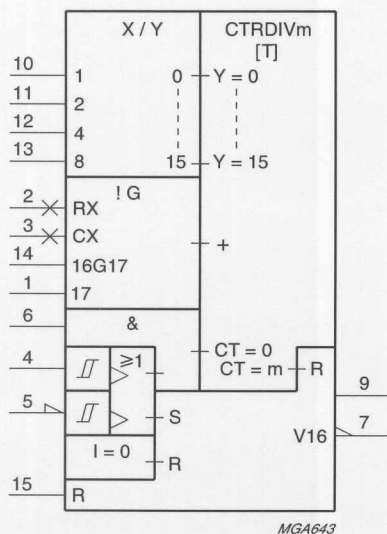 X / Y
CTRDIVm
[T]
10
1
0
Y = 0
11
2
12
4
13
8
15
Y = 15
! G
2
RX
3
CX
+
14
16G17
1
17
6
&
CT = 0
4
≥1
CT = m
R
9
5
S
V16
7
I = 0
R
15
R
MGA643